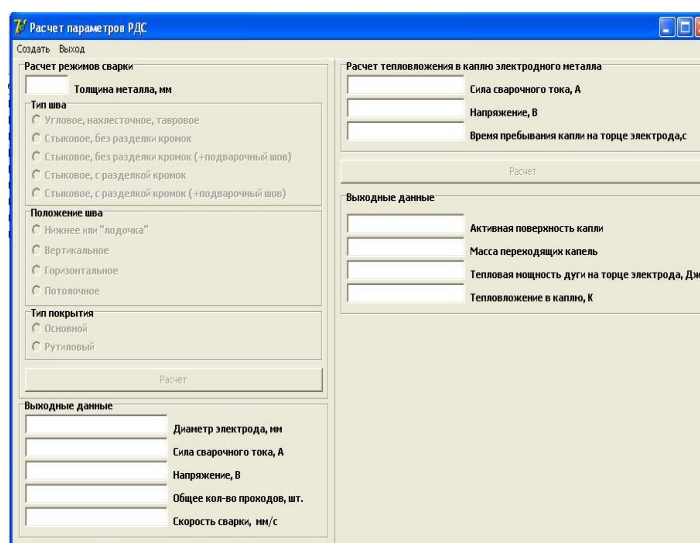 Расчет параметров РДС
Создать Выход
Расчет режимов сварки
Толщина металла, мм
Тип шва
Угловое, нахлесточное, тавровое
Стыковое, без разделки кромок
Стыковое, без разделки кромок (+подварочный шов)
Стыковое, с разделкой кромок
Стыковое, с разделкой кромок (+подварочный шов)
Положение шва
Нижнее или "лодочка"
Вертикальное
Горизонтальное
Потолочное
Тип покрытия
Основной
Рутиловый
Расчет
Выходные данные
Диаметр электрода, мм
Сила сварочного тока, А
Напряжение, В
Общее кол-во проходов, шт.
Скорость сварки, мм/с
Расчет тепловложения в каплю электродного металла
Сила сварочного тока, А
Напряжение, В
Время пребывания капли на торце электрода,с
Расчет
Выходные данные
Активная поверхность капли
Масса переходящих капель
Тепловая мощность дуги на торце электрода, Дж
Тепловложение в каплю, К